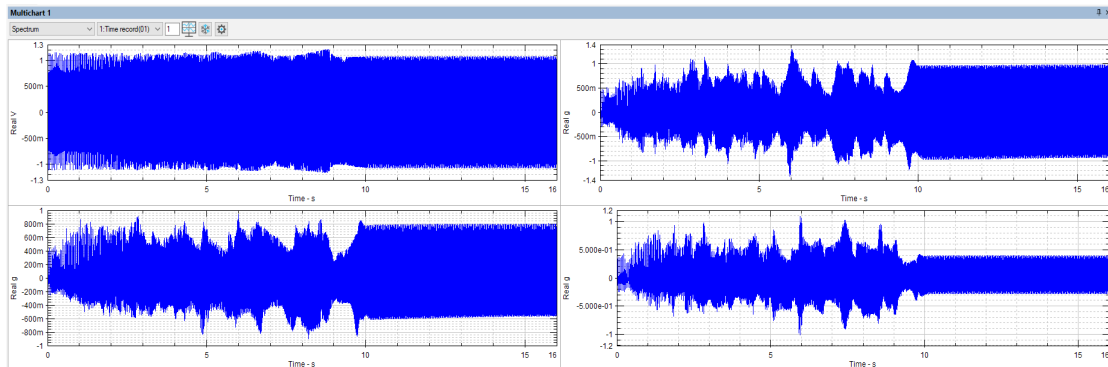 Multichart 1
Spectrum 1:Time record(01) 1
1.3
1
500m
0
-500m
-1
-1.3
Real V
0 5 10 15 16
Time - s
1.4
1
500m
0
-500m
-1
-1.4
Real g
0 5 10 15 16
Time - s
1
800m
600m
400m
200m
0
-200m
-400m
-600m
-800m
-1
Real g
0 5 10 15 16
Time - s
1.2
1
5.000e-01
0
-5.000e-01
-1
-1.2
Real g
0 5 10 15 16
Time - s